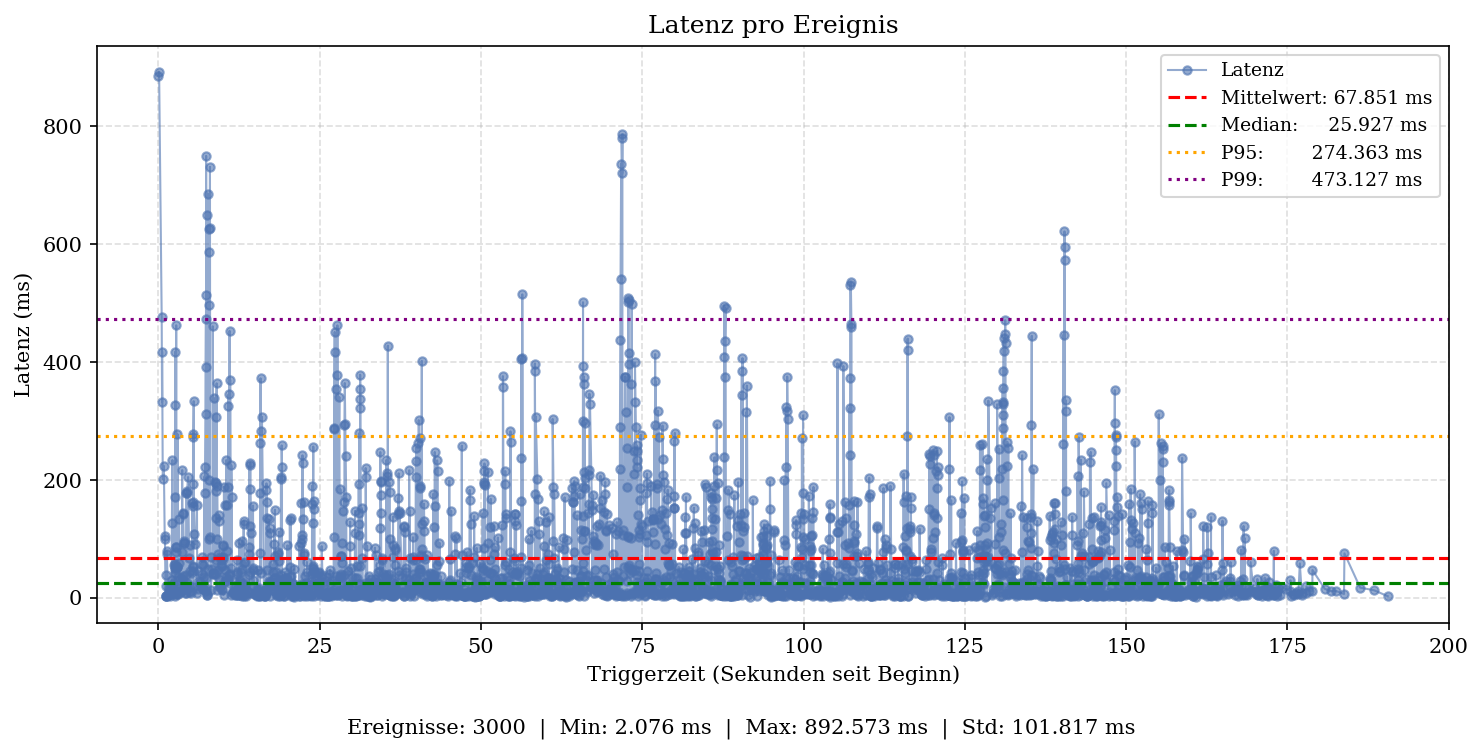 Latenz pro Ereignis
Latenz (ms)
800
600
400
200
0
Latenz
Mittelwert: 67.851 ms
Median: 25.927 ms
P95: 274.363 ms
P99: 473.127 ms
0 25 50 75 100 125 150 175 200
Triggerzeit (Sekunden seit Beginn)
Ereignisse: 3000 | Min: 2.076 ms | Max: 892.573 ms | Std: 101.817 ms